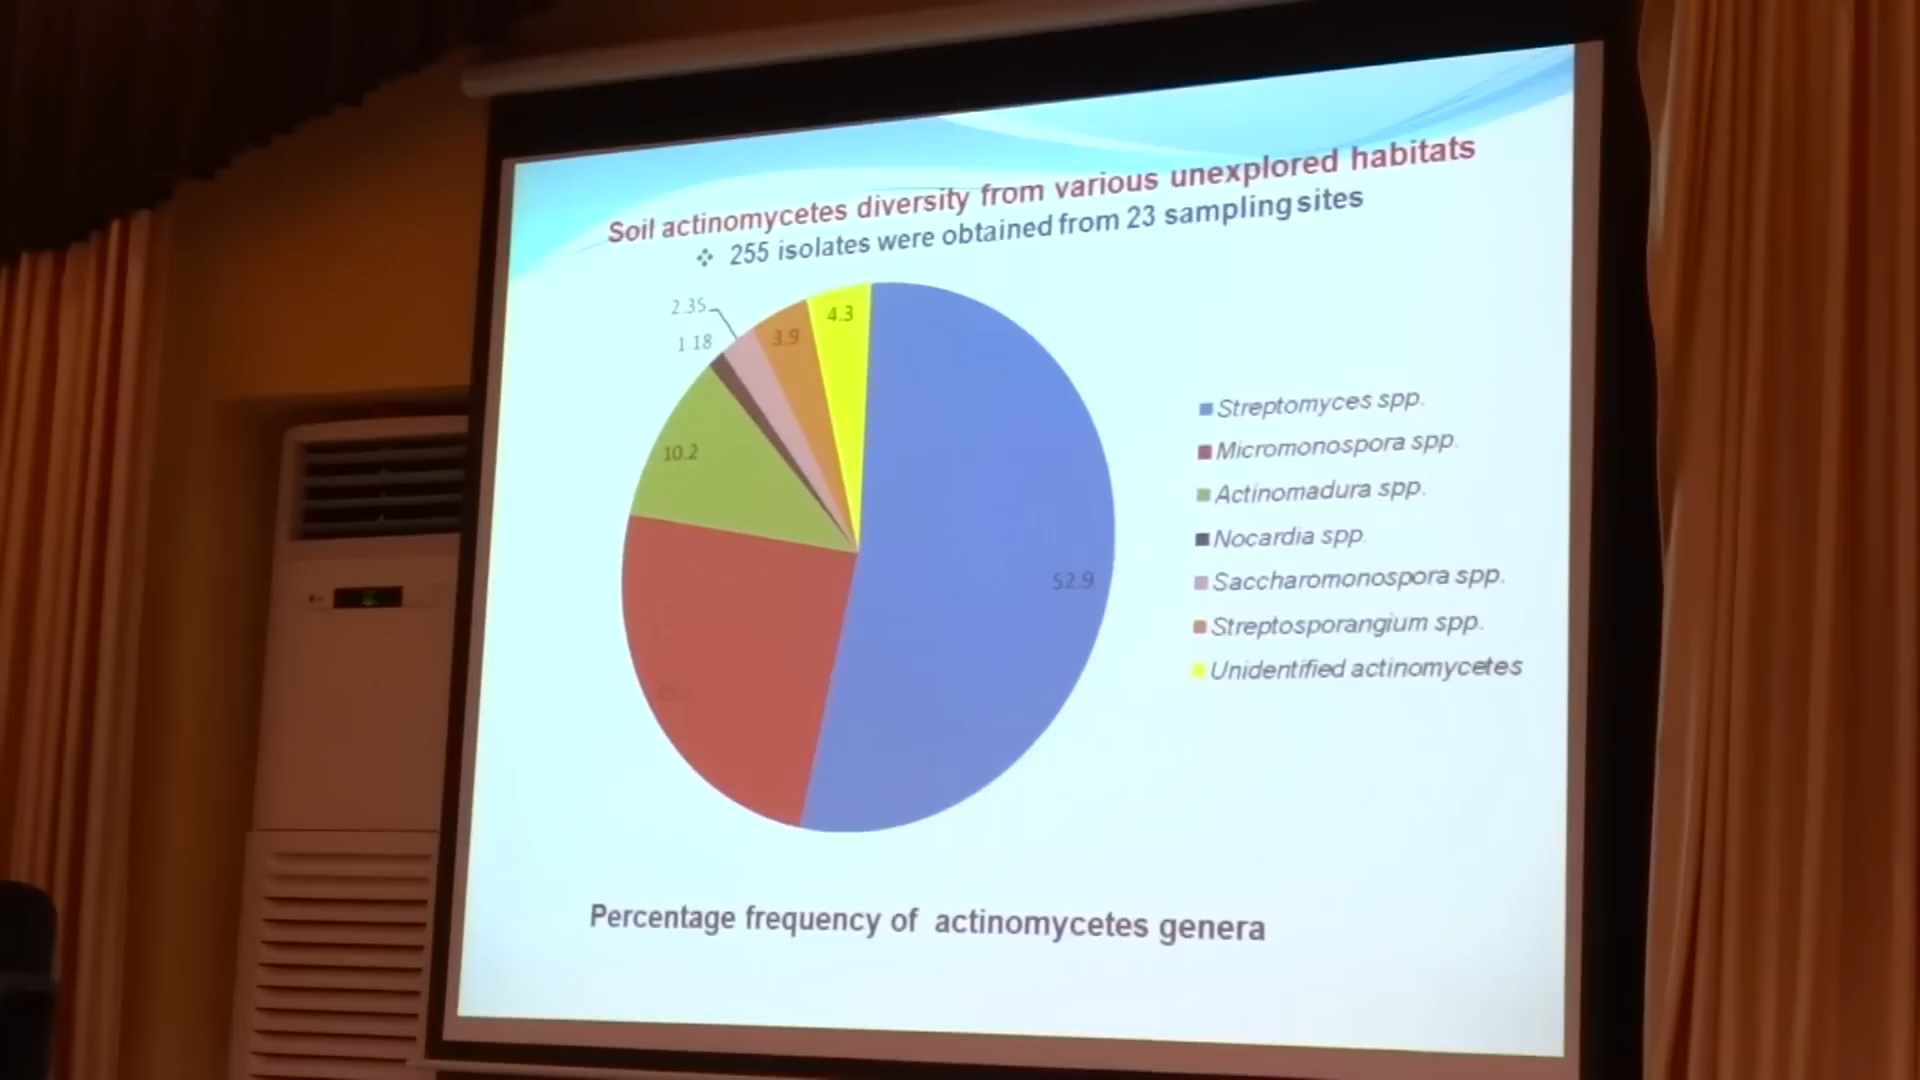 Soil actinomycetes diversity from various unexplored habitats
❖ 255 isolates were obtained from 23 sampling sites
2.35
1.18
3.9
4.3
10.2
52.9
Streptomyces spp.
Micromonospora spp.
Actinomadura spp.
Nocardia spp.
Saccharomonospora spp.
Streptosporangium spp.
Unidentified actinomycetes
Percentage frequency of actinomycetes genera